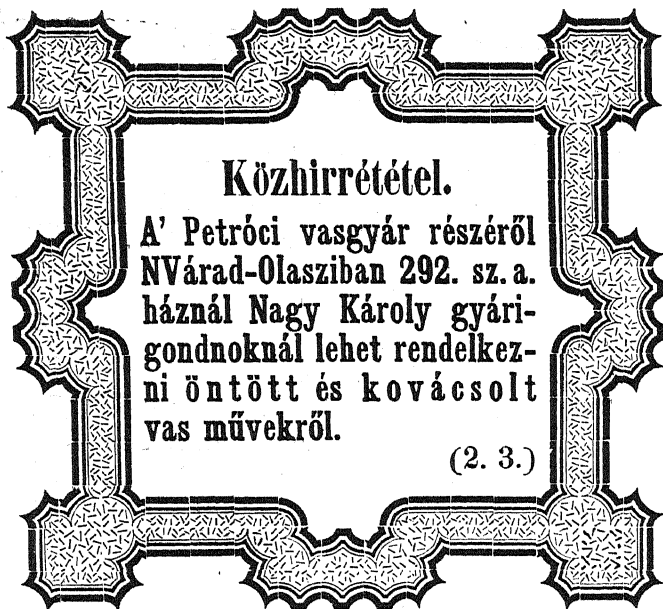 Közhirrététel.
A' Petróci vasgyár részéről
NVárad-Olasziban 292. sz. a.
háznál Nagy Károly gyári-
gondnoknál lehet rendelkez-
ni öntött és kovácsolt
vas művekről.
(2. 3.)